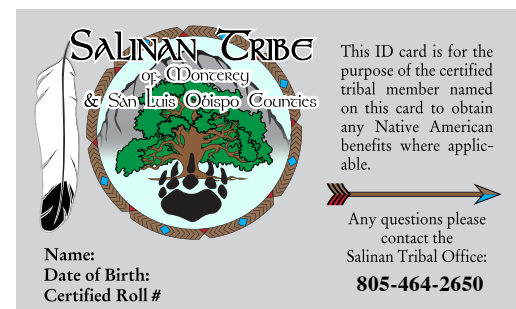 Salinan Tribe
of Monterey
& San Luis Obispo Counties
This ID card is for the
purpose of the certified
tribal member named
on this card to obtain
any Native American
benefits where applic-
able.
Any questions please
contact the
Salinan Tribal Office:
805-464-2650
Name:
Date of Birth:
Certified Roll #